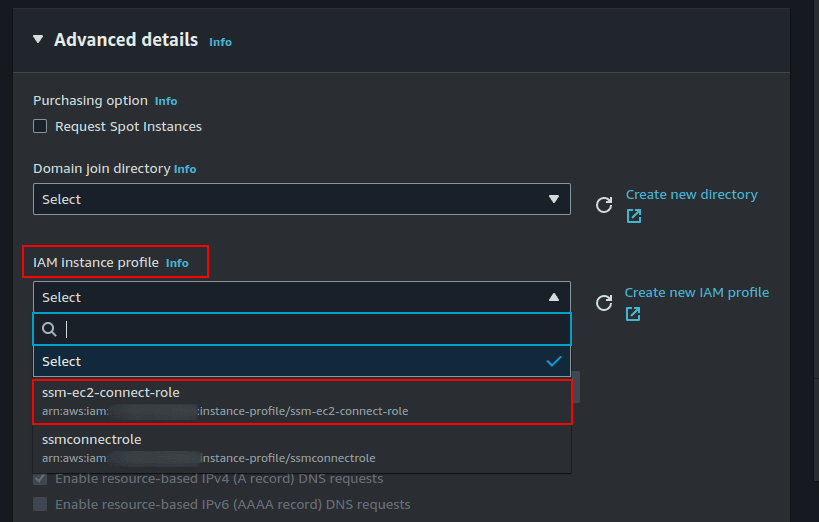 Advanced details Info
Purchasing option Info
Request Spot Instances
Domain join directory Info
Select
Create new directory
IAM instance profile Info
Select
Create new IAM profile
Select
ssm-ec2-connect-role
arn:aws:iam: :instance-profile/ssm-ec2-connect-role
ssmconnectrole
arn:aws:iam: instance-profile/ssmconnectrole
Enable resource-based IPv4 (A record) DNS requests
Enable resource-based IPv6 (AAAA record) DNS requests